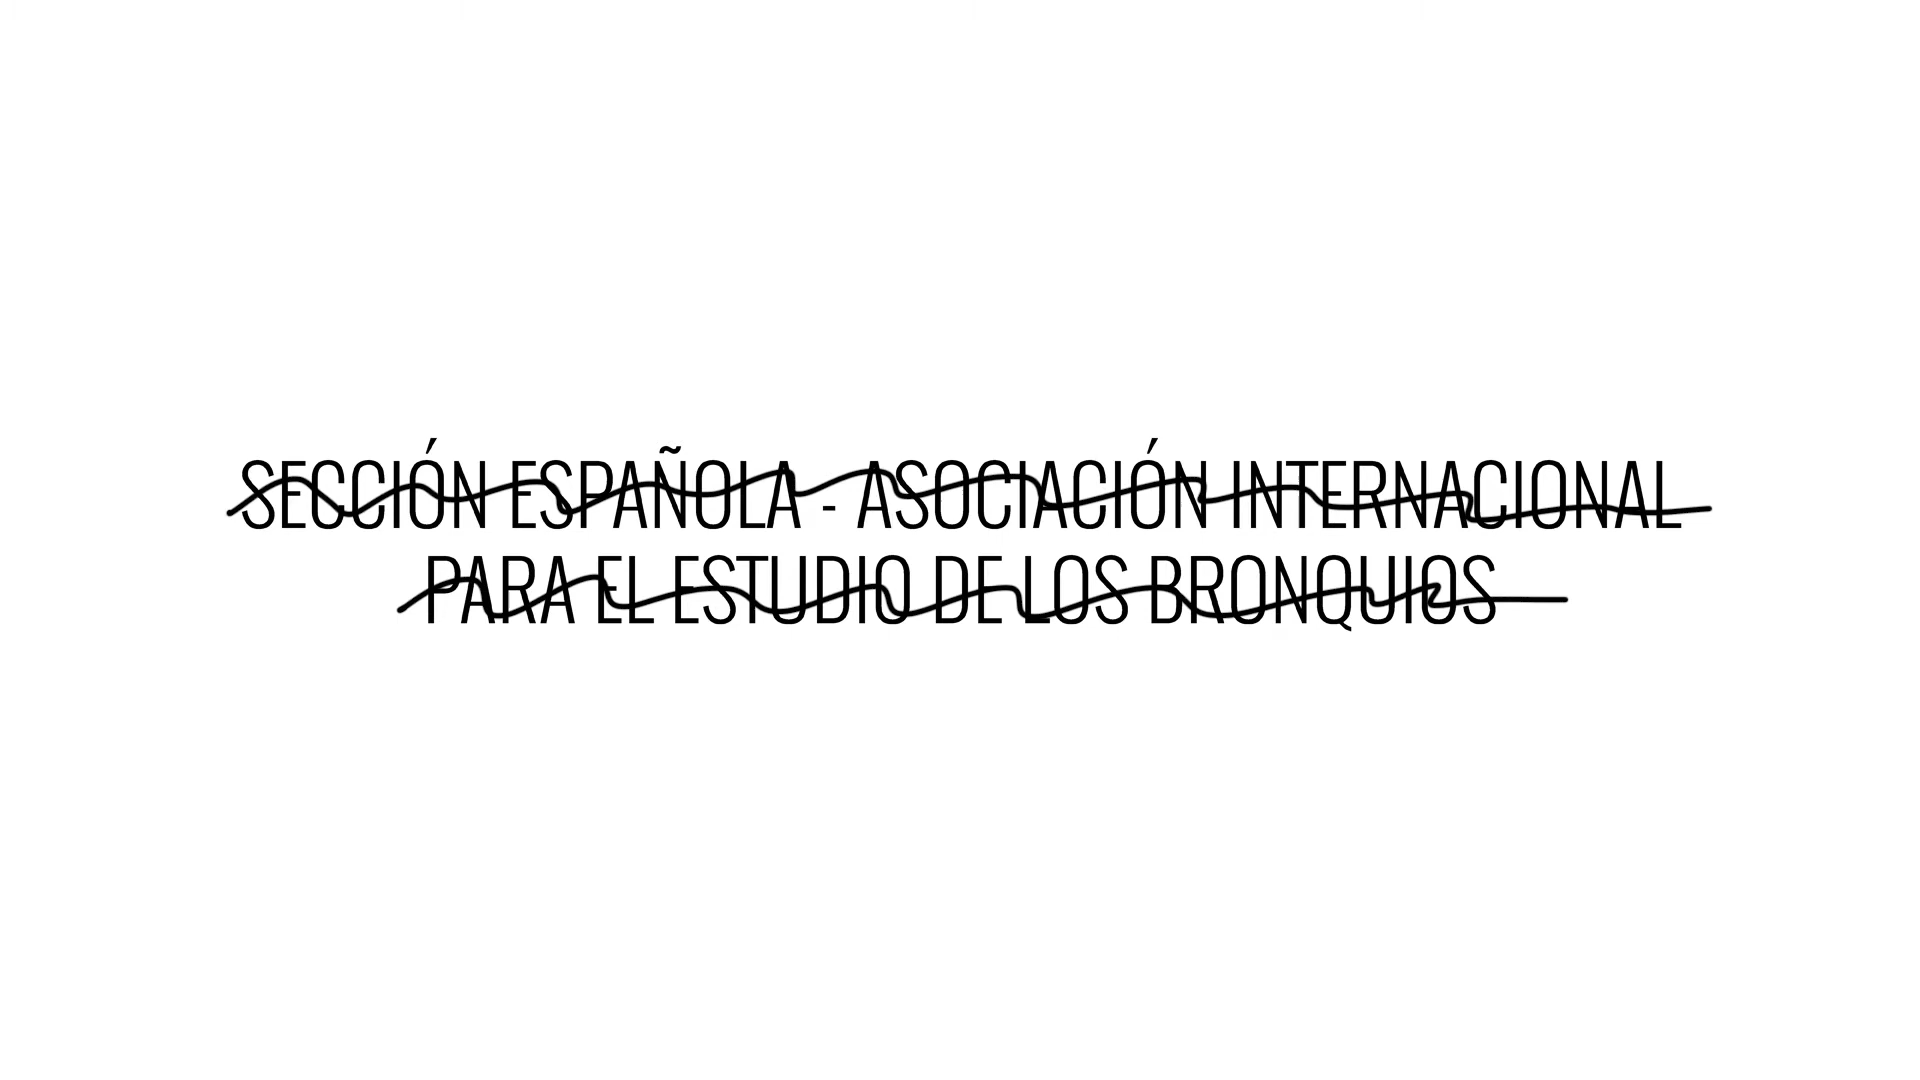 SECCIÓN ESPAÑOLA - ASOCIACIÓN INTERNACIONAL
PARA EL ESTUDIO DE LOS BRONQUIOS